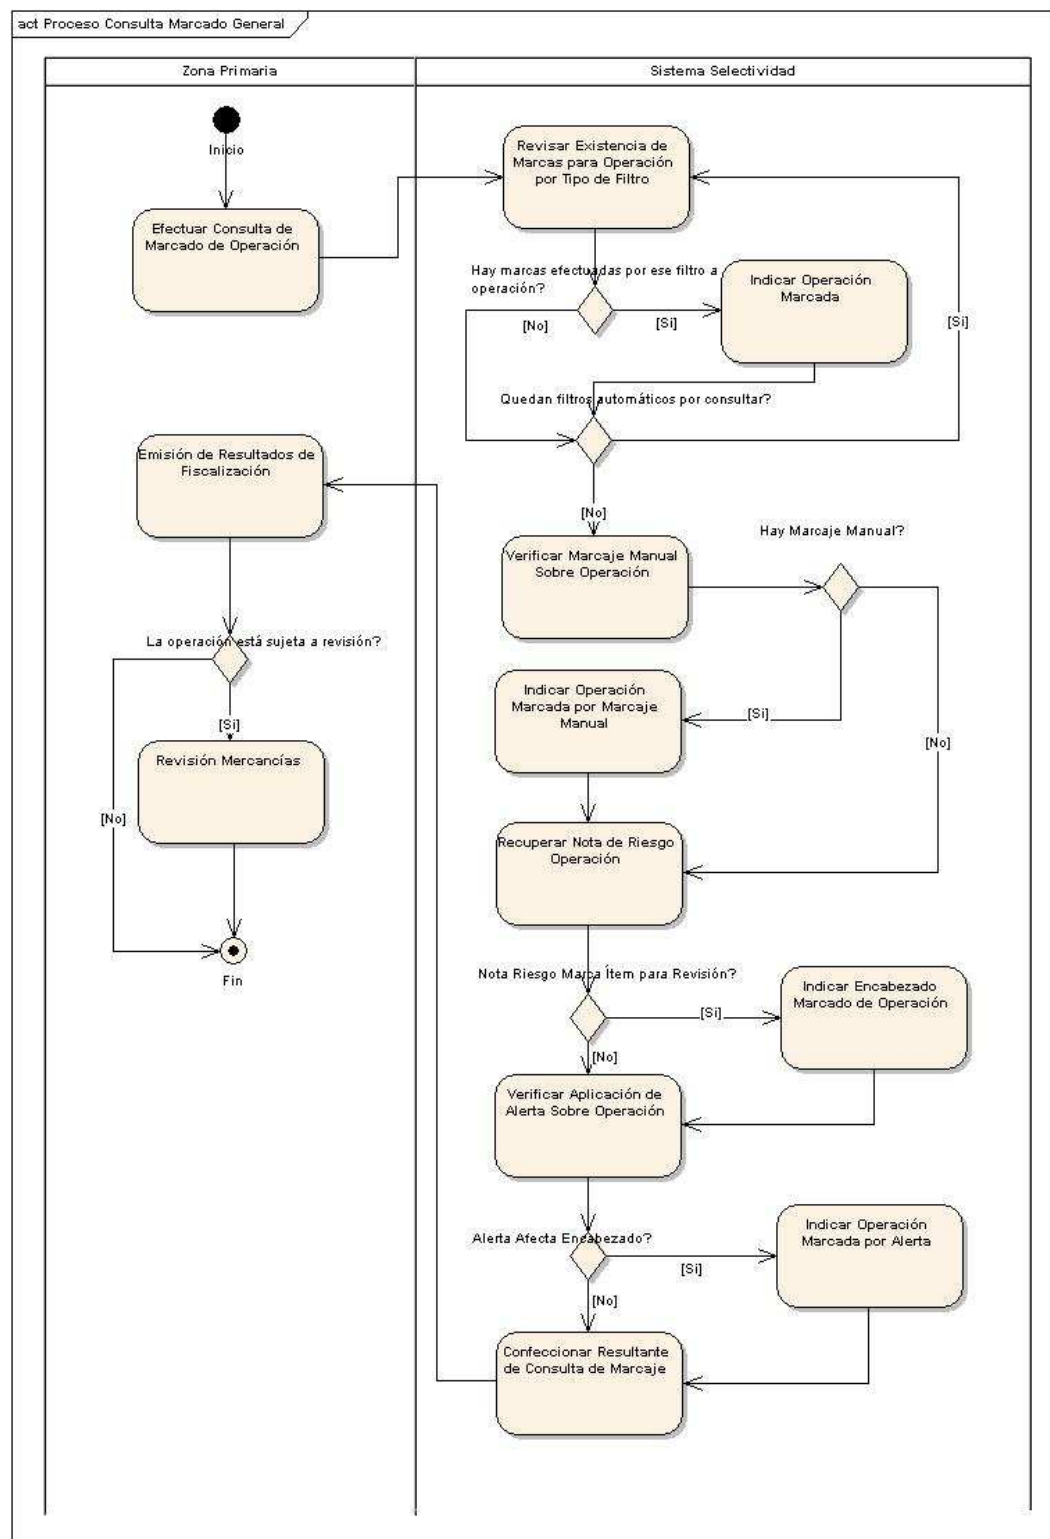 act Proceso Consulta Marcado General
Zona Primaria
Sistema Selectividad
Inicio
Efectuar Consulta de
Marcado de Operación
Revisar Existencia de
Marcas para Operación
por Tipo de Filtro
Hay marcas efectuadas por ese filtro a
operación?
[No]
[Si]
Indicar Operación
Marcada
[Si]
Quedan filtros automáticos por consultar?
[No]
Emisión de Resultados de
Fiscalización
Verificar Marcaje Manual
Sobre Operación
Hay Marcaje Manual?
La operación está sujeta a revisión?
[Si]
[No]
Revisión Mercancías
Fin
Indicar Operación
Marcada por Marcaje
Manual
[Si]
[No]
Recuperar Nota de Riesgo
Operación
Nota Riesgo Marca Ítem para Revisión?
[Si]
[No]
Indicar Encabezado
Marcado de Operación
Verificar Aplicación de
Alerta Sobre Operación
Alerta Afecta Encabezado?
[Si]
[No]
Indicar Operación
Marcada por Alerta
Confeccionar Resultante
de Consulta de Marcaje